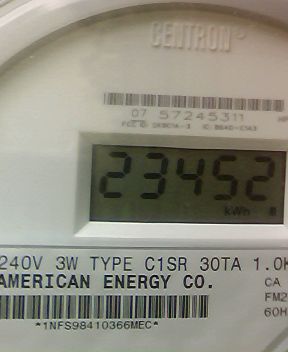 CENTRON®
07 57245311
23452
kWh
240V 3W TYPE C1SR 30TA 1.0K
AMERICAN ENERGY CO.
CA
FM2
60H
*1NFS98410366MEC*